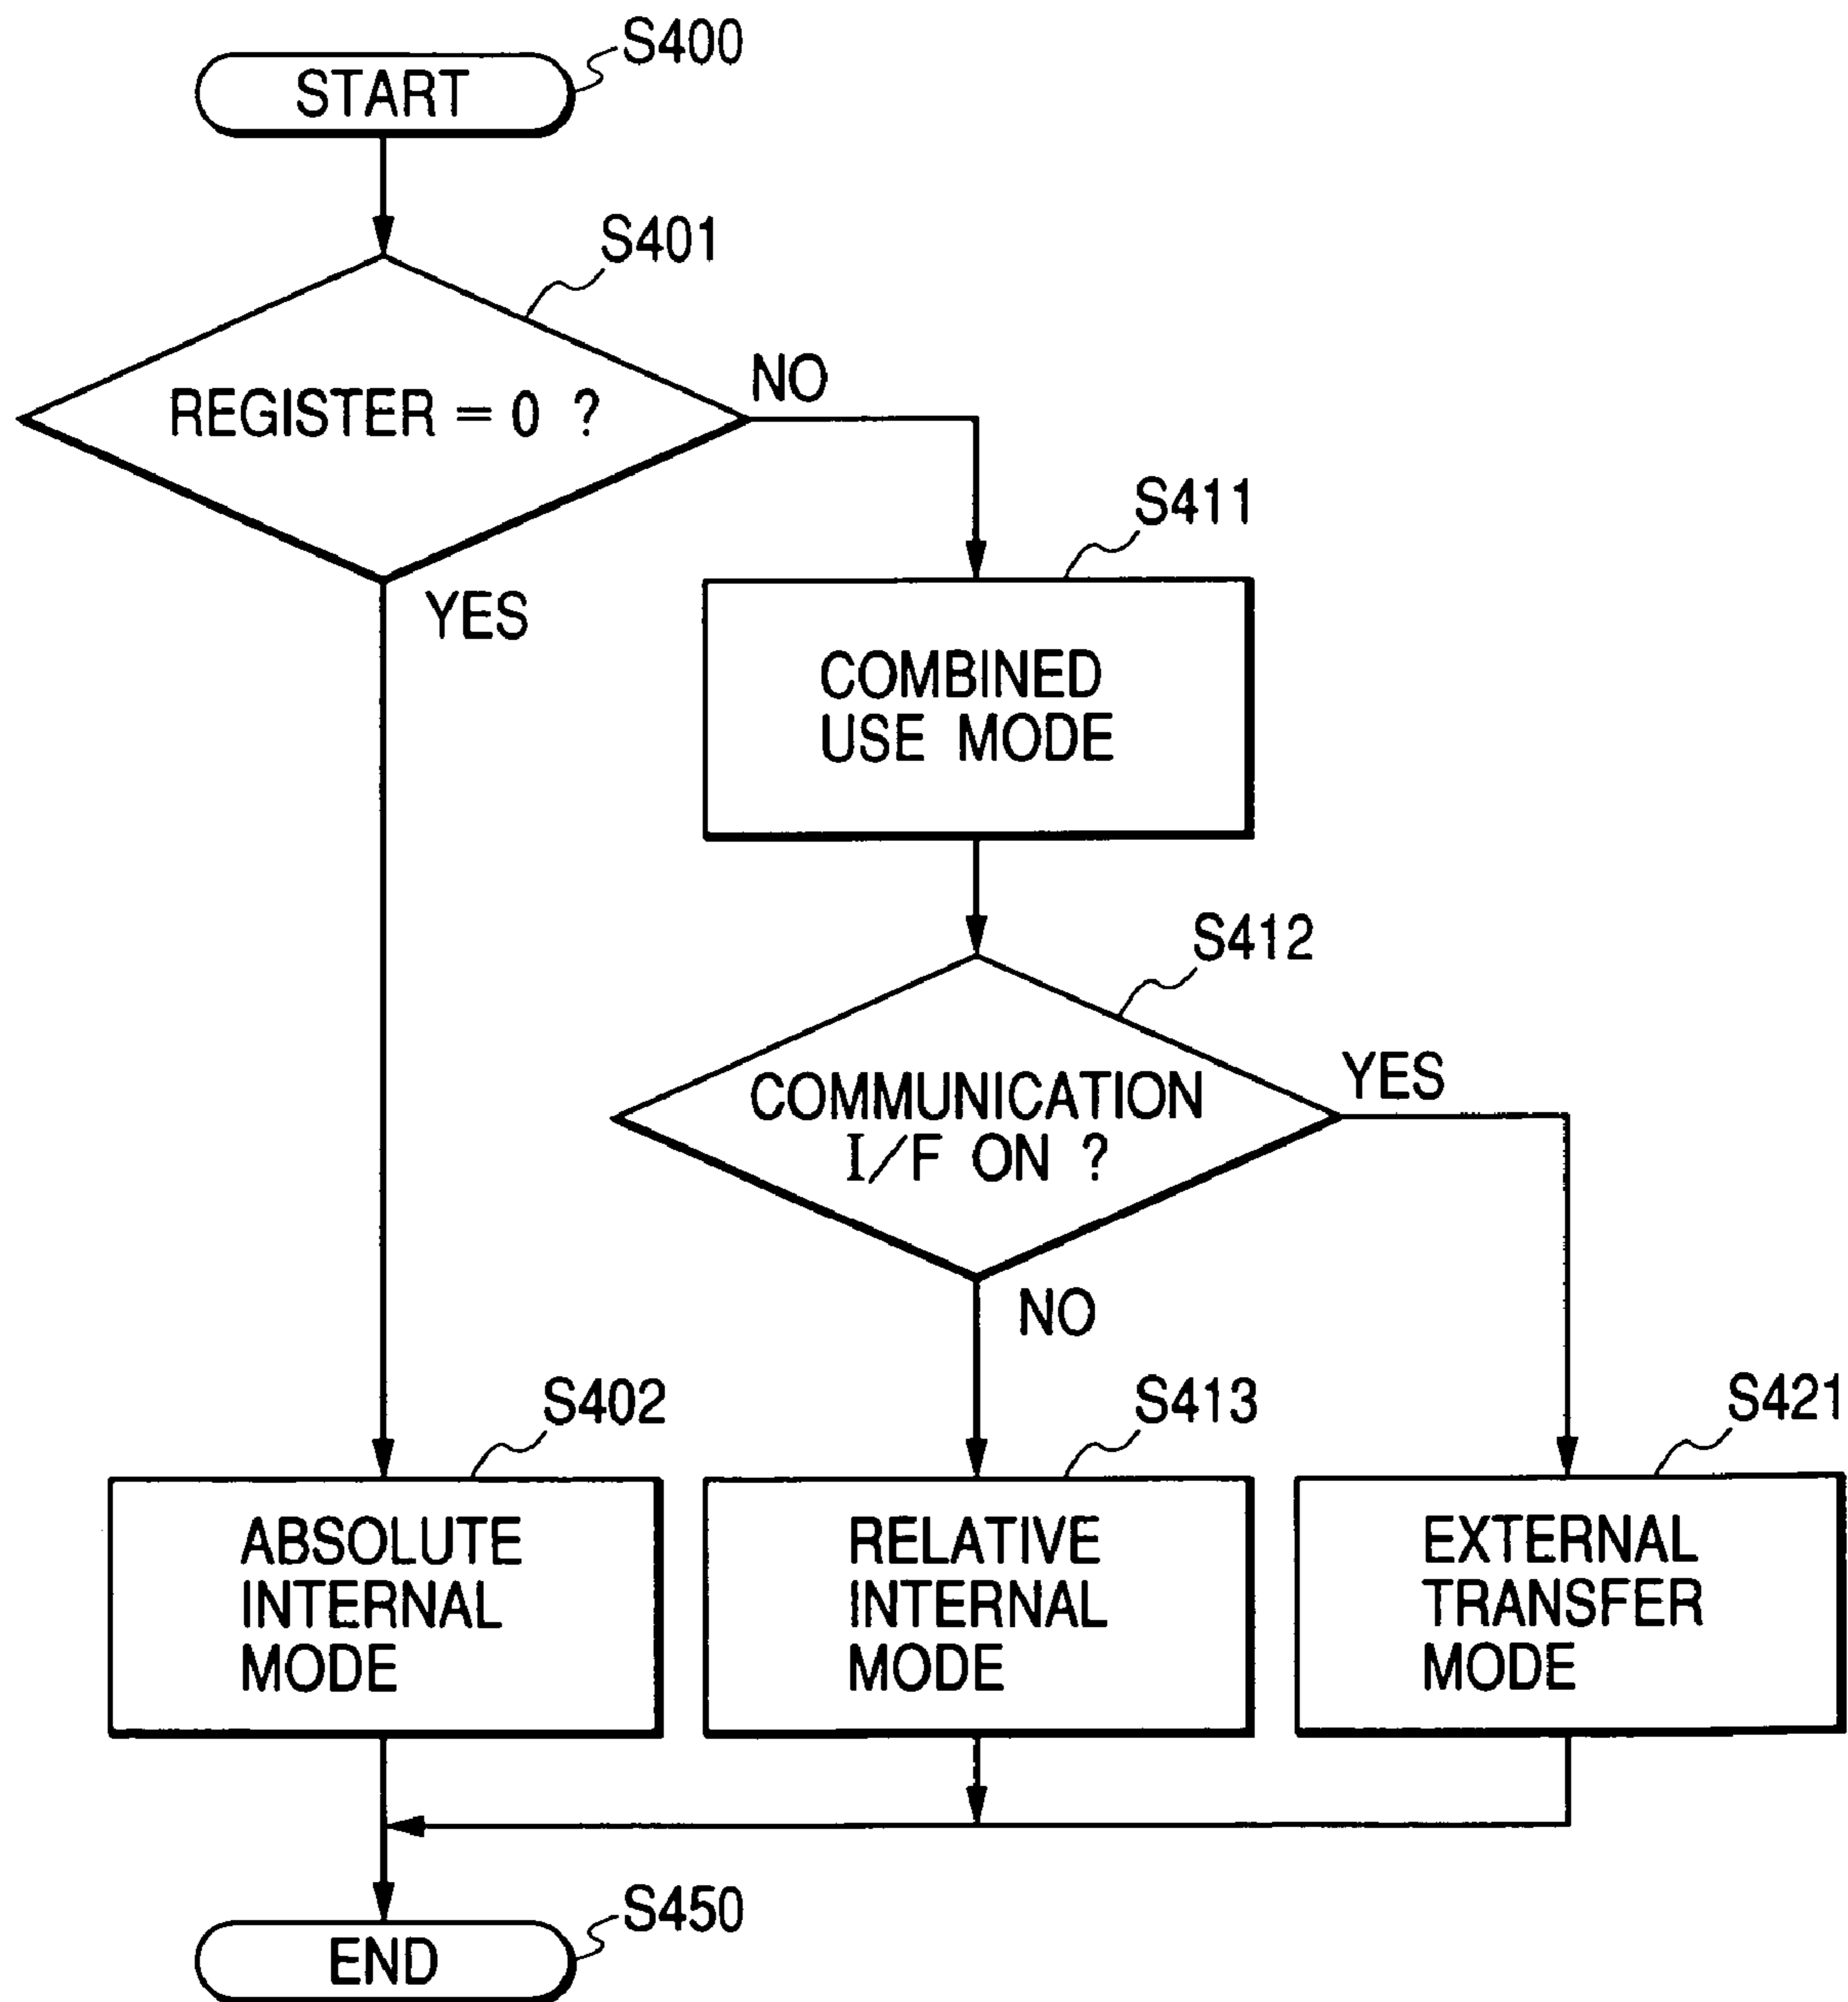 START
S400
S401
REGISTER = 0 ?
NO
YES
S411
COMBINED
USE MODE
S412
COMMUNICATION
I/F ON ?
YES
NO
S402
ABSOLUTE
INTERNAL
MODE
S413
RELATIVE
INTERNAL
MODE
S421
EXTERNAL
TRANSFER
MODE
END
S450